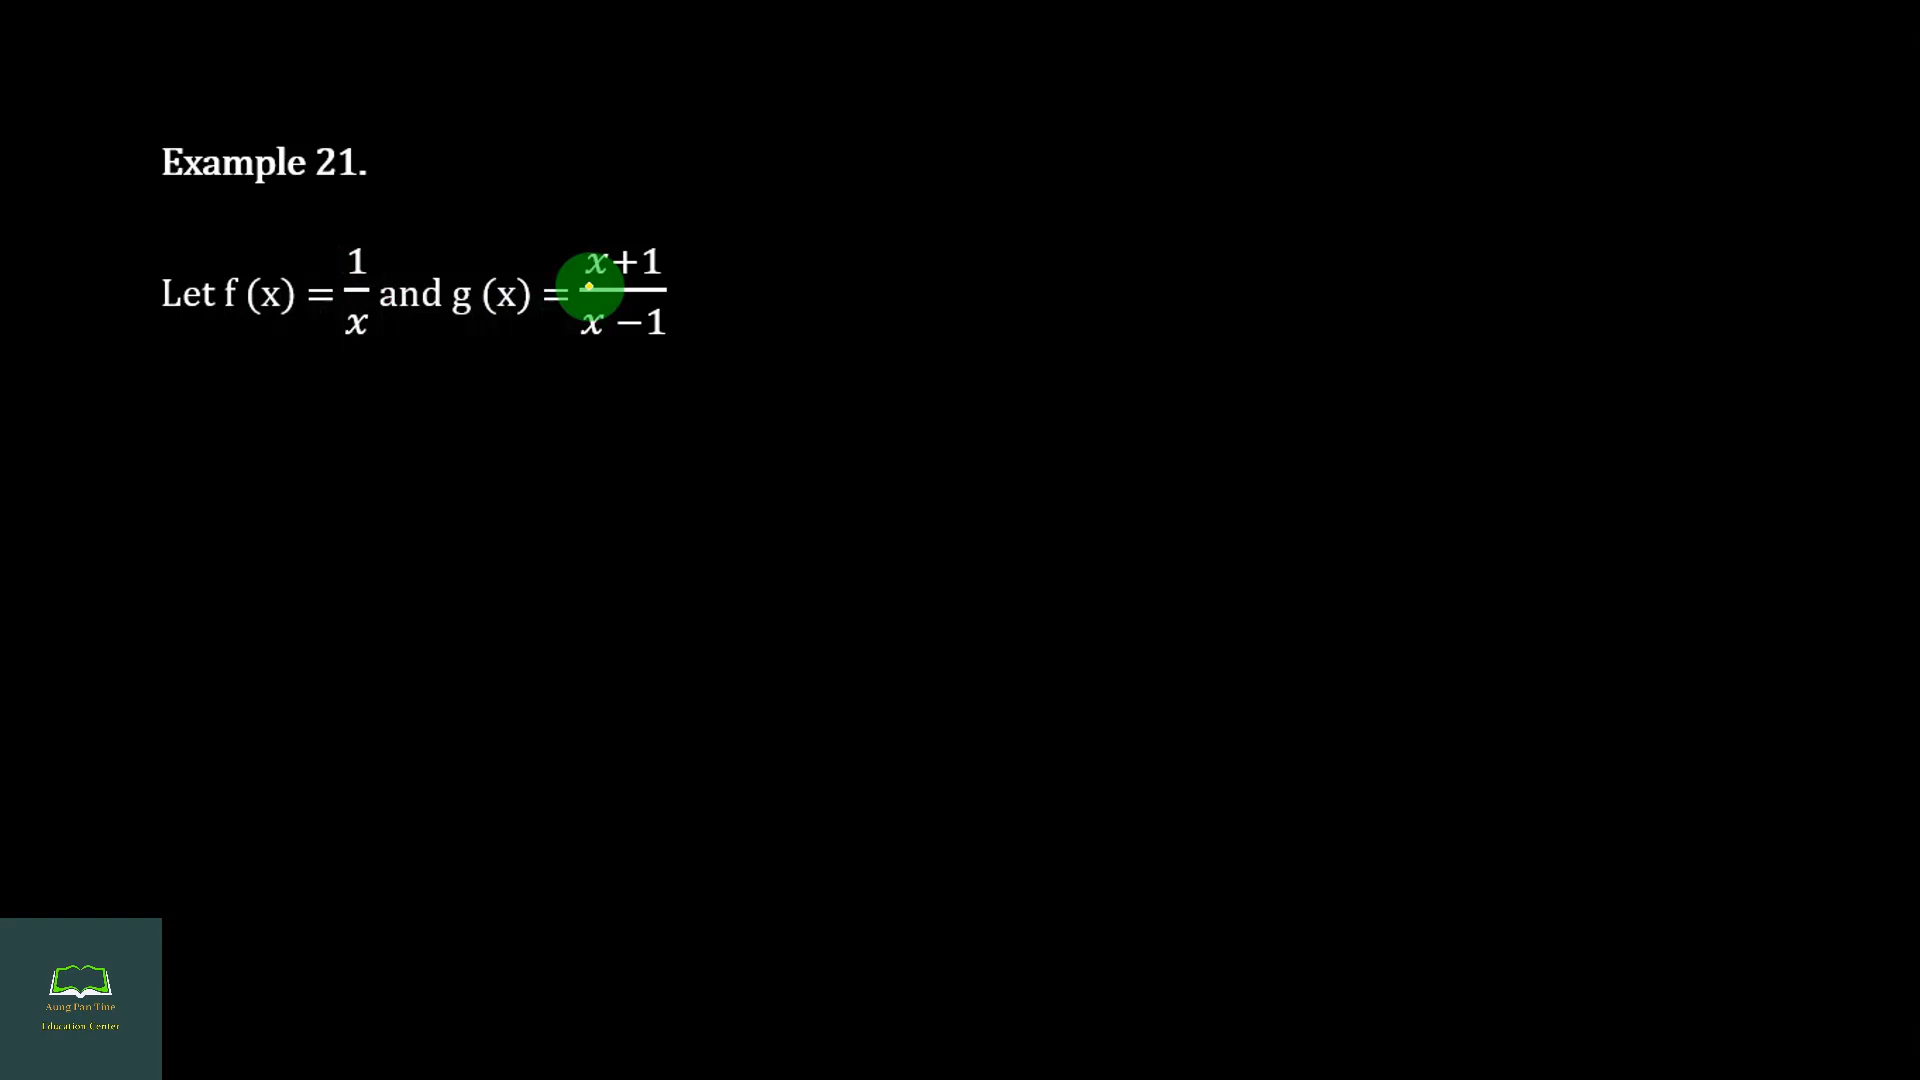 Example 21.
Let f (x) = 1/x and g (x) = x+1/x −1
Aung Pan Tine
Education Center